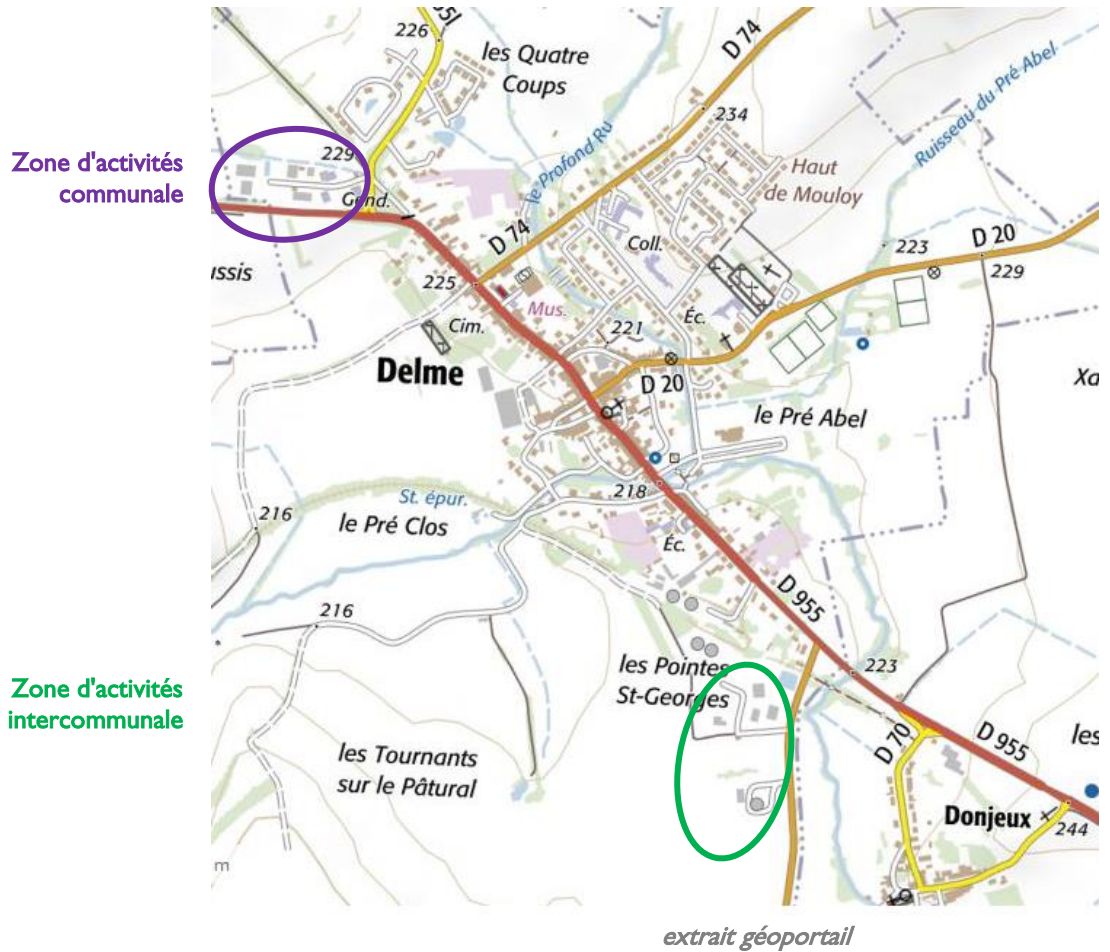 226
55l
les Quatre
Coups
D 74
234
le Profond Ru
Ruisseau du Pré Abel
Zone d'activités
communale
229
Gend.
Haut
de Mouloy
D 74
Coll.
223
D 20
229
ussis
225
Mus.
Cim.
221
Éc.
Delme
D 20
Xa
le Pré Abel
St. épur.
218
216
le Pré Clos
Éc.
216
D 955
Zone d'activités
intercommunale
les Pointes
St-Georges
223
les Tournants
sur le Pâtural
D 70
D 955
les
Donjeux
244
m
extrait géoportail